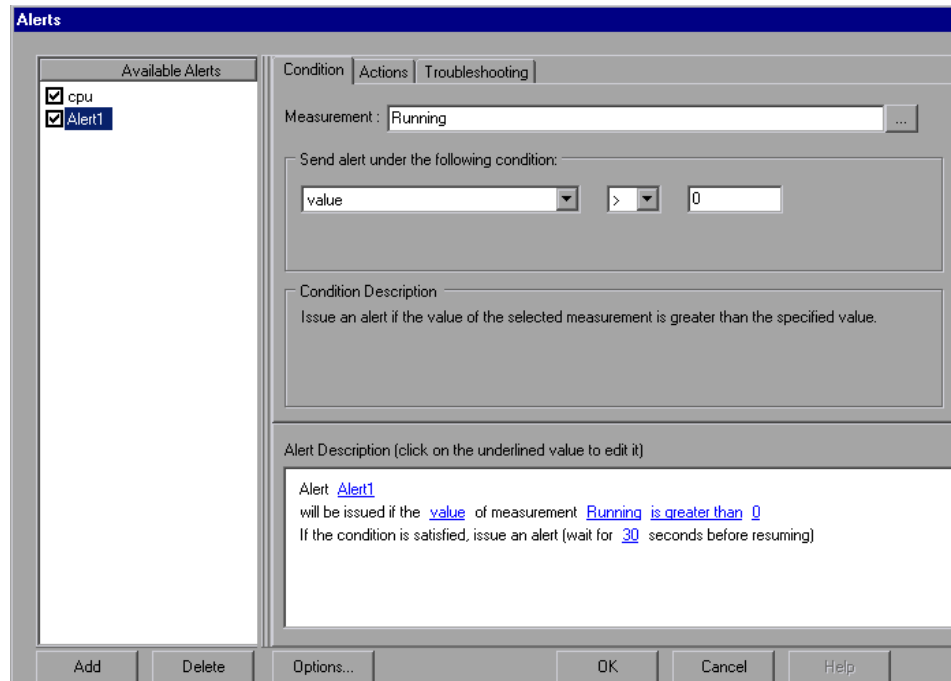 Alerts
Available Alerts
cpu
Alert1
Condition
Actions
Troubleshooting
Measurement : Running ...
Send alert under the following condition:
value > 0
Condition Description
Issue an alert if the value of the selected measurement is greater than the specified value.
Alert Description (click on the underlined value to edit it)
Alert Alert1
will be issued if the value of measurement Running is greater than 0
If the condition is satisfied, issue an alert (wait for 30 seconds before resuming)
Add
Delete
Options...
OK
Cancel
Help